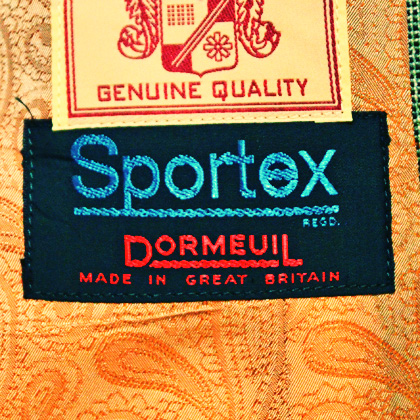 GENUINE QUALITY
Sportex
REGD.
DORMEUIL
MADE IN GREAT BRITAIN